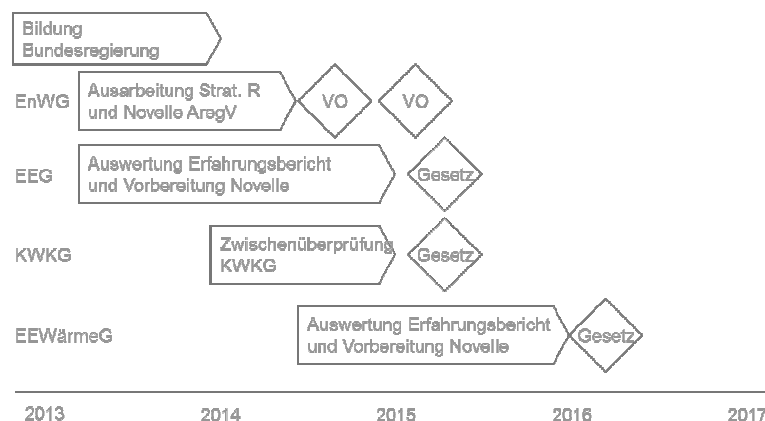 Bildung
Bundesregierung
EnWG
Ausarbeitung Strat. R
und Novelle AregV
VO
VO
EEG
Auswertung Erfahrungsbericht
und Vorbereitung Novelle
Gesetz
KWKG
Zwischenüberprüfung
KWKG
Gesetz
EEWärmeG
Auswertung Erfahrungsbericht
und Vorbereitung Novelle
Gesetz
2013 2014 2015 2016 2017